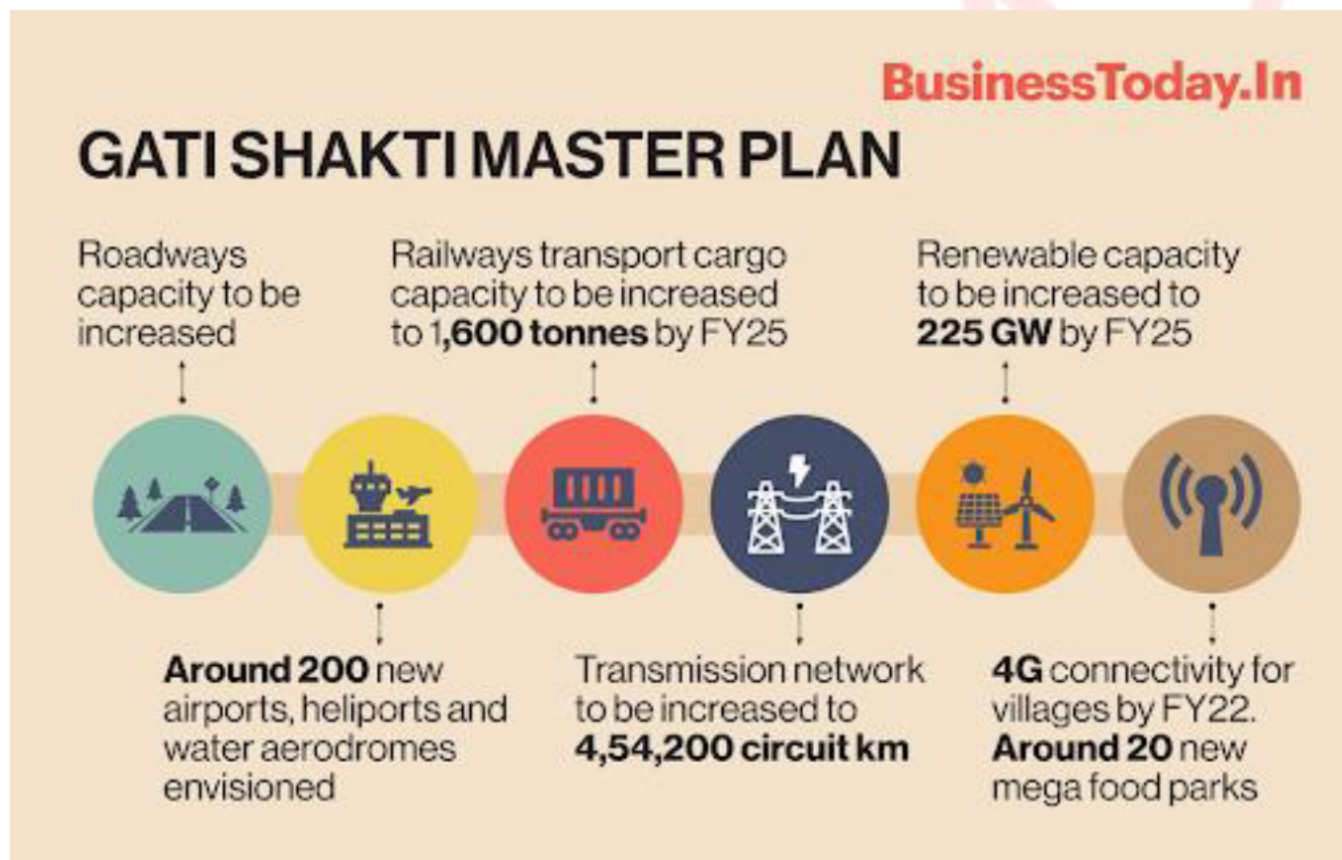 BusinessToday.In
GATI SHAKTI MASTER PLAN
Roadways
capacity to be
increased
Railways transport cargo
capacity to be increased
to 1,600 tonnes by FY25
Renewable capacity
to be increased to
225 GW by FY25
Around 200 new
airports, heliports and
water aerodromes
envisioned
Transmission network
to be increased to
4,54,200 circuit km
4G connectivity for
villages by FY22.
Around 20 new
mega food parks